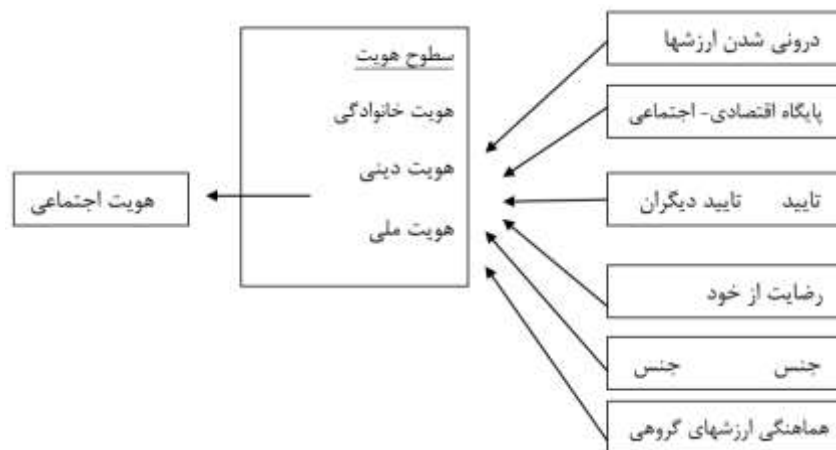 درونی شدن ارزشها
پایگاه اقتصادی- اجتماعی
تایید تایید دیگران
رضایت از خود
جنس جنس
هماهنگی ارزشهای گروهی
سطوح هویت
هویت خانوادگی
هویت دینی
هویت ملی
هویت اجتماعی